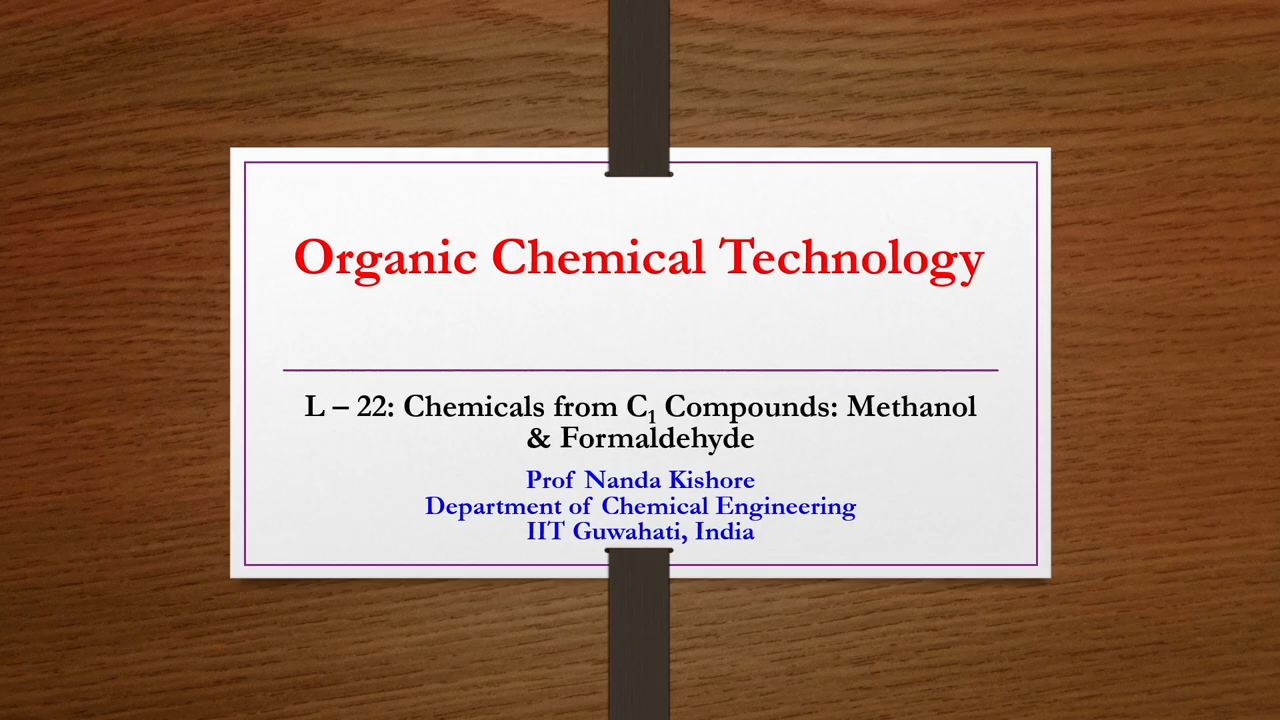 Organic Chemical Technology
L – 22: Chemicals from C₁ Compounds: Methanol
& Formaldehyde
Prof Nanda Kishore
Department of Chemical Engineering
IIT Guwahati, India